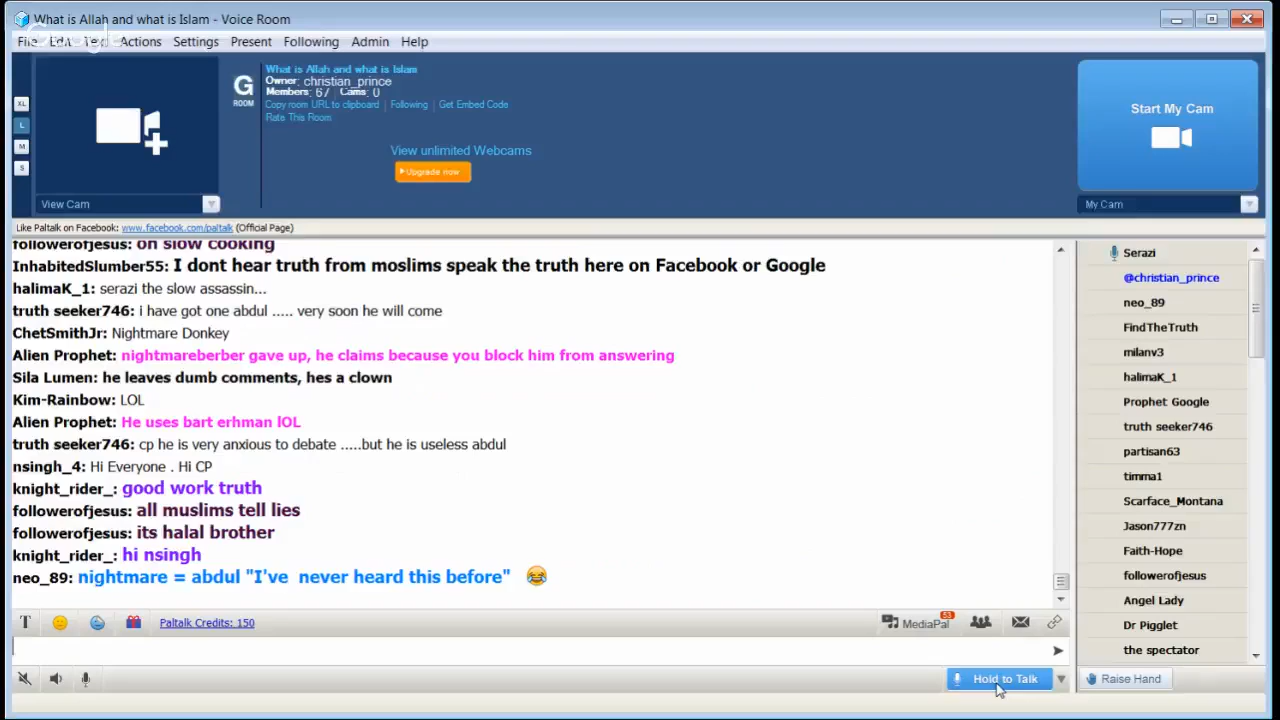 What is Allah and what is Islam - Voice Room
File Edit Text Actions Settings Present Following Admin Help
Google
G
ROOM
What is Allah and what is Islam
Owner: christian_prince
Members: 67 | Cams: 0
Copy room URL to clipboard | Following | Get Embed Code
Rate This Room
View unlimited Webcams
Upgrade now
XL
L
M
S
View Cam
Start My Cam
My Cam
Like Paltalk on Facebook: www.facebook.com/paltalk (Official Page)
followerofjesus: on slow cooking
InhabitedSlumber55: I dont hear truth from moslims speak the truth here on Facebook or Google
halimaK_1: serazi the slow assassin...
truth seeker746: i have got one abdul ..... very soon he will come
ChetSmithJr: Nightmare Donkey
Alien Prophet: nightmareberber gave up, he claims because you block him from answering
Sila Lumen: he leaves dumb comments, hes a clown
Kim-Rainbow: LOL
Alien Prophet: He uses bart erhman lOL
truth seeker746: cp he is very anxious to debate .....but he is useless abdul
nsingh_4: Hi Everyone . Hi CP
knight_rider_: good work truth
followerofjesus: all muslims tell lies
followerofjesus: its halal brother
knight_rider_: hi nsingh
neo_89: nightmare = abdul "I've never heard this before" 😂
Serazi
@christian_prince
neo_89
FindTheTruth
milanv3
halimaK_1
Prophet Google
truth seeker746
partisan63
timma1
Scarface_Montana
Jason777zn
Faith-Hope
followerofjesus
Angel Lady
Dr Pigglet
the spectator
T
Paltalk Credits: 150
MediaPal
53
Hold to Talk
Raise Hand